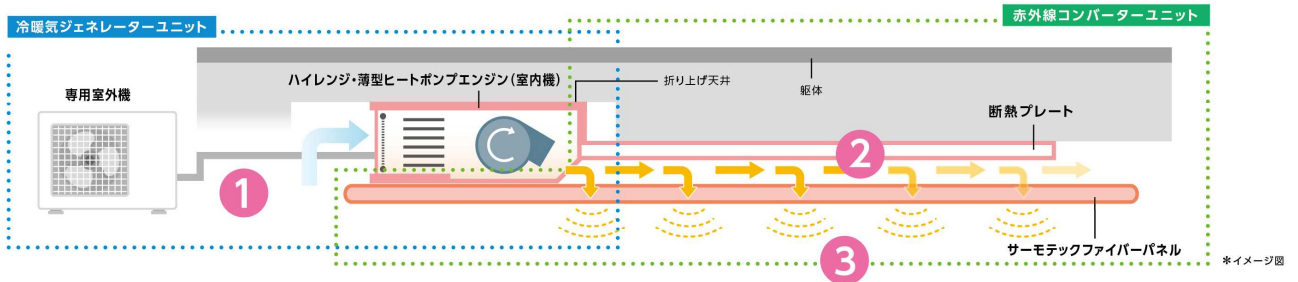 冷暖気ジェネレーターユニット
赤外線コンバーターユニット
専用室外機
ハイレンジ・薄型ヒートポンプエンジン（室内機）
折り上げ天井
躯体
断熱プレート
1
2
3
サーモテックファイバーパネル
＊イメージ図